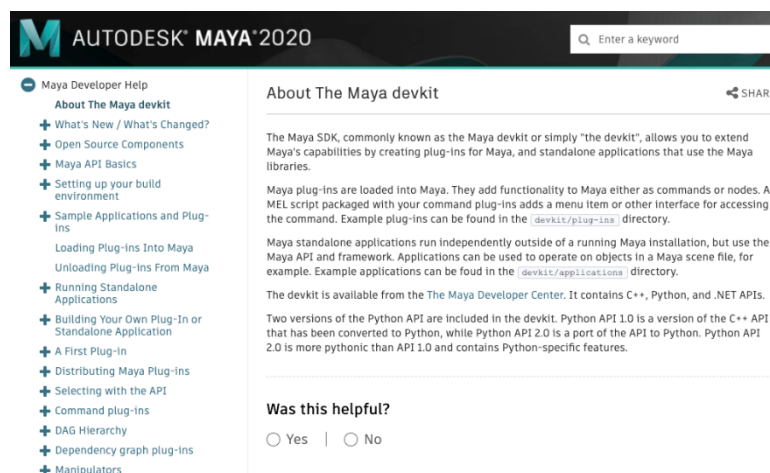 AUTODESK® MAYA® 2020
Enter a keyword
Maya Developer Help
About The Maya devkit
What's New / What's Changed?
Open Source Components
Maya API Basics
Setting up your build
environment
Sample Applications and Plug-
ins
Loading Plug-ins Into Maya
Unloading Plug-ins From Maya
Running Standalone
Applications
Building Your Own Plug-In or
Standalone Application
A First Plug-in
Distributing Maya Plug-ins
Selecting with the API
Command plug-ins
DAG Hierarchy
Dependency graph plug-ins
Manipulators
About The Maya devkit
SHAR
The Maya SDK, commonly known as the Maya devkit or simply "the devkit", allows you to extend
Maya's capabilities by creating plug-ins for Maya, and standalone applications that use the Maya
libraries.
Maya plug-ins are loaded into Maya. They add functionality to Maya either as commands or nodes. A
MEL script packaged with your command plug-ins adds a menu item or other interface for accessing
the command. Example plug-ins can be found in the devkit/plug-ins directory.
Maya standalone applications run independently outside of a running Maya installation, but use the
Maya API and framework. Applications can be used to operate on objects in a Maya scene file, for
example. Example applications can be foud in the devkit/applications directory.
The devkit is available from the The Maya Developer Center. It contains C++, Python, and .NET APIs.
Two versions of the Python API are included in the devkit. Python API 1.0 is a version of the C++ API
that has been converted to Python, while Python API 2.0 is a port of the API to Python. Python API
2.0 is more pythonic than API 1.0 and contains Python-specific features.
Was this helpful?
Yes | No